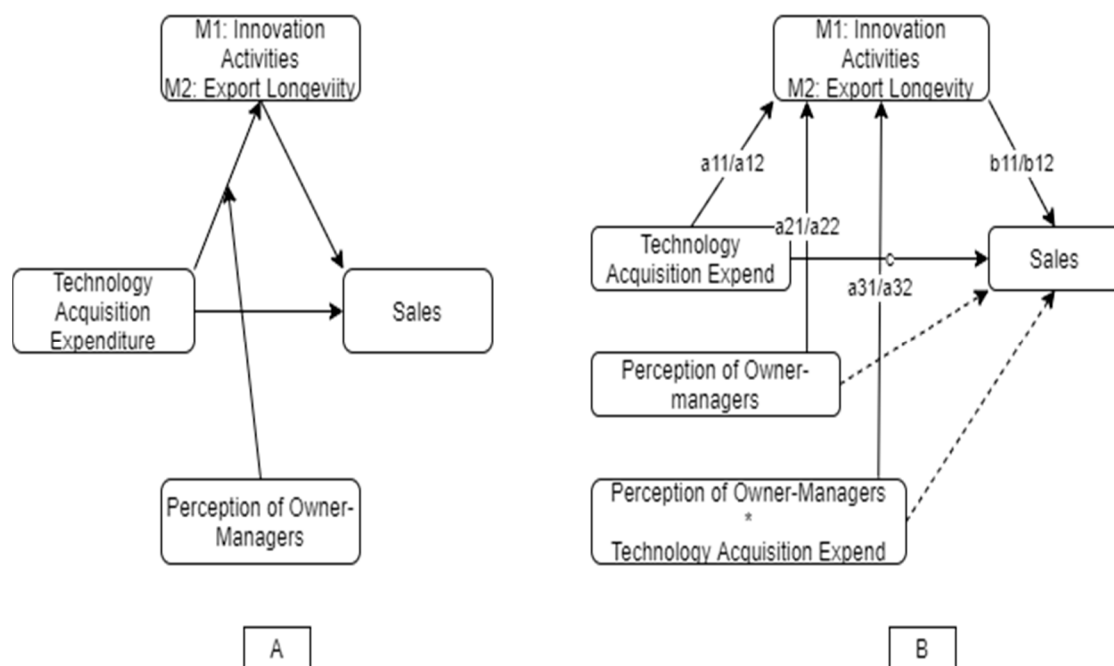 M1: Innovation
Activities
M2: Export Longeviity
Technology
Acquisition
Expenditure
Sales
Perception of Owner-
Managers
A
M1: Innovation
Activities
M2: Export Longevity
a11/a12
b11/b12
a21/a22
Technology
Acquisition Expend
c
Sales
a31/a32
Perception of Owner-
managers
Perception of Owner-Managers
*
Technology Acquisition Expend
B